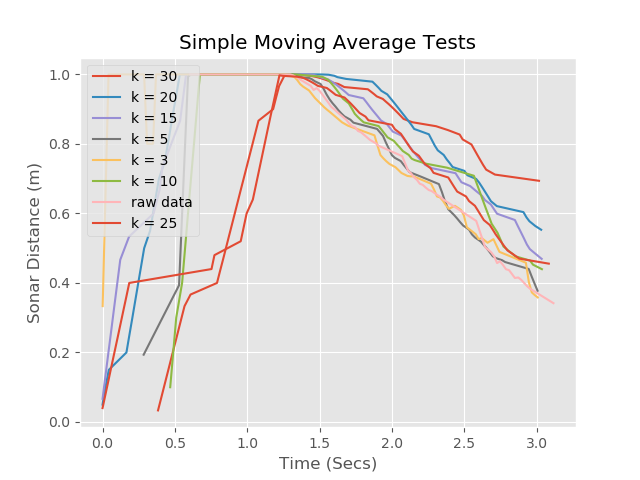 Simple Moving Average Tests
Sonar Distance (m)
1.0
0.8
0.6
0.4
0.2
0.0
k = 30
k = 20
k = 15
k = 5
k = 3
k = 10
raw data
k = 25
0.0 0.5 1.0 1.5 2.0 2.5 3.0
Time (Secs)